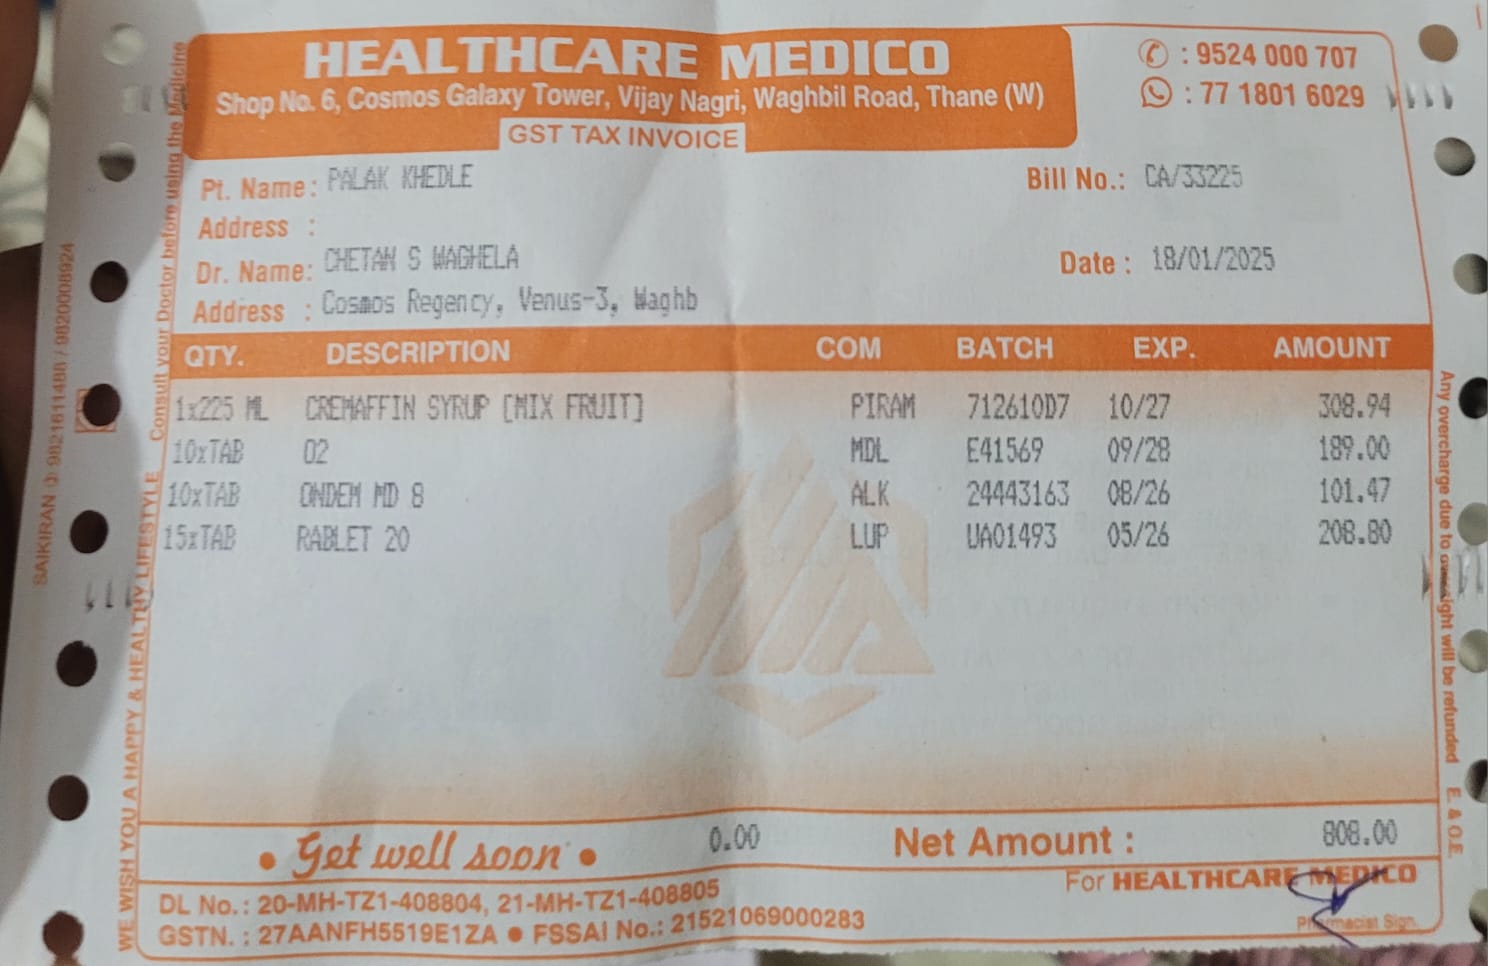 HEALTHCARE MEDICO
Shop No. 6, Cosmos Galaxy Tower, Vijay Nagri, Waghbil Road, Thane (W)
GST TAX INVOICE
: 9524 000 707
: 77 1801 6029
Pt. Name: PALAK KHEDLE
Bill No.: CA/33225
Address :
Dr. Name: CHETAN S WAGHELA
Date : 18/01/2025
Address : Cosmos Regency, Venus-3, Waghb
QTY. DESCRIPTION COM BATCH EXP. AMOUNT
1x225 ML CREMAFFIN SYRUP [MIX FRUIT] PIRAM 712610D7 10/27 308.94
10xTAB O2 MDL E41569 09/28 189.00
10xTAB ONDEM MD 8 ALK 24443163 08/26 101.47
15xTAB RABLET 20 LUP UA01493 05/26 208.80
• Get well soon • 0.00 Net Amount : 808.00
For HEALTHCARE MEDICO
DL No.: 20-MH-TZ1-408804, 21-MH-TZ1-408805
GSTN. : 27AANFH5519E1ZA • FSSAI No.: 21521069000283
Pharmacist Sign.
WE WISH YOU A HAPPY & HEALTHY LIFESTYLE Consult your Doctor before using the Medicine
SAIKIRAN : 9821611488 / 9820008924
Any overcharge due to oversight will be refunded E. & O.E.